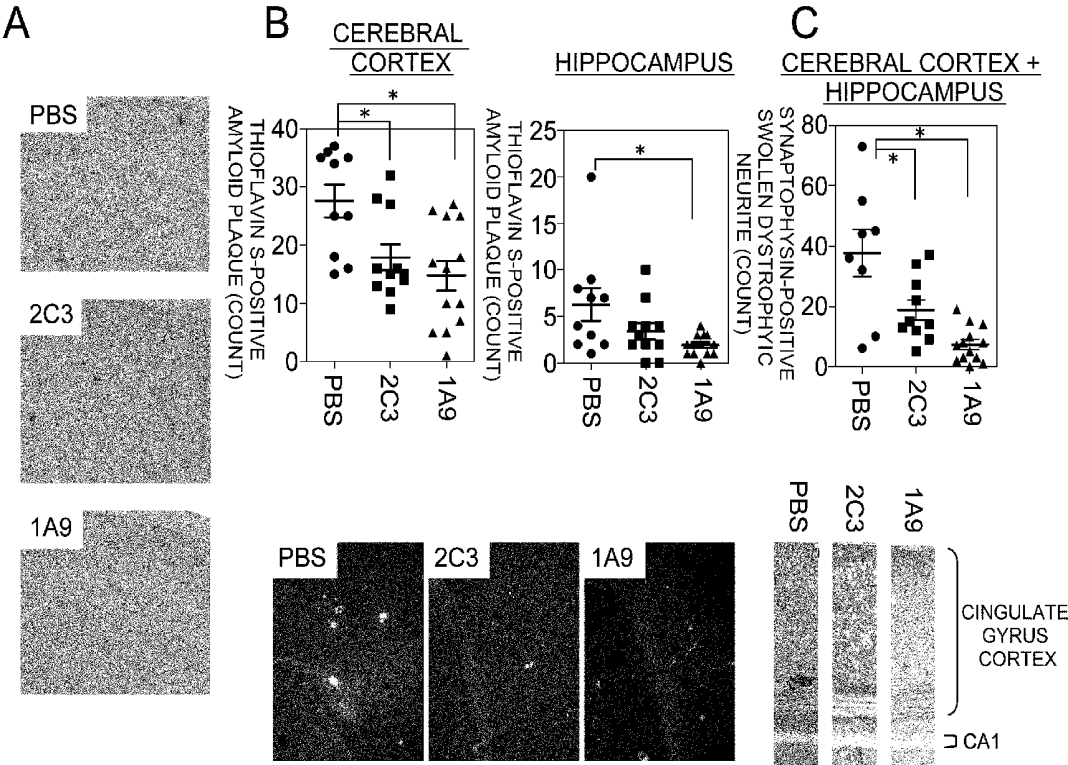 A
PBS
2C3
1A9
B
CEREBRAL
CORTEX
THIOFLAVIN S-POSITIVE
AMYLOID PLAQUE (COUNT)
40
30
20
10
0
*
*
PBS
2C3
1A9
HIPPOCAMPUS
THIOFLAVIN S-POSITIVE
AMYLOID PLAQUE (COUNT)
25
20
15
10
5
0
*
PBS
2C3
1A9
PBS
2C3
1A9
C
CEREBRAL CORTEX +
HIPPOCAMPUS
SYNAPTOPHYSIN-POSITIVE
SWOLLEN DYSTROPHYIC
NEURITE (COUNT)
80
60
40
20
0
*
*
PBS
2C3
1A9
PBS
2C3
1A9
CINGULATE
GYRUS
CORTEX
CA1